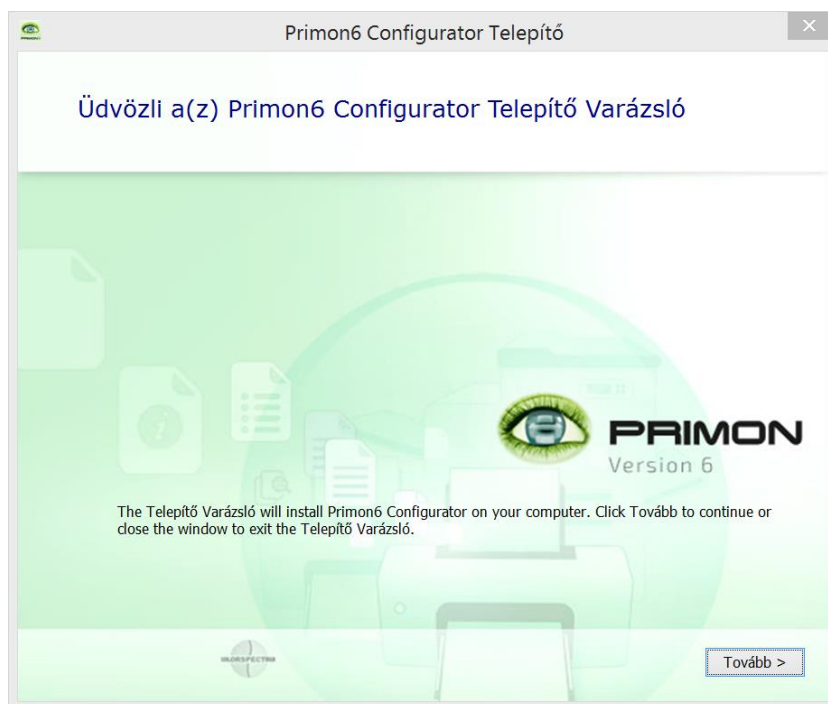 Primon6 Configurator Telepítő
Üdvözli a(z) Primon6 Configurator Telepítő Varázsló
PRIMON
Version 6
The Telepítő Varázsló will install Primon6 Configurator on your computer. Click Tovább to continue or
close the window to exit the Telepítő Varázsló.
Tovább >